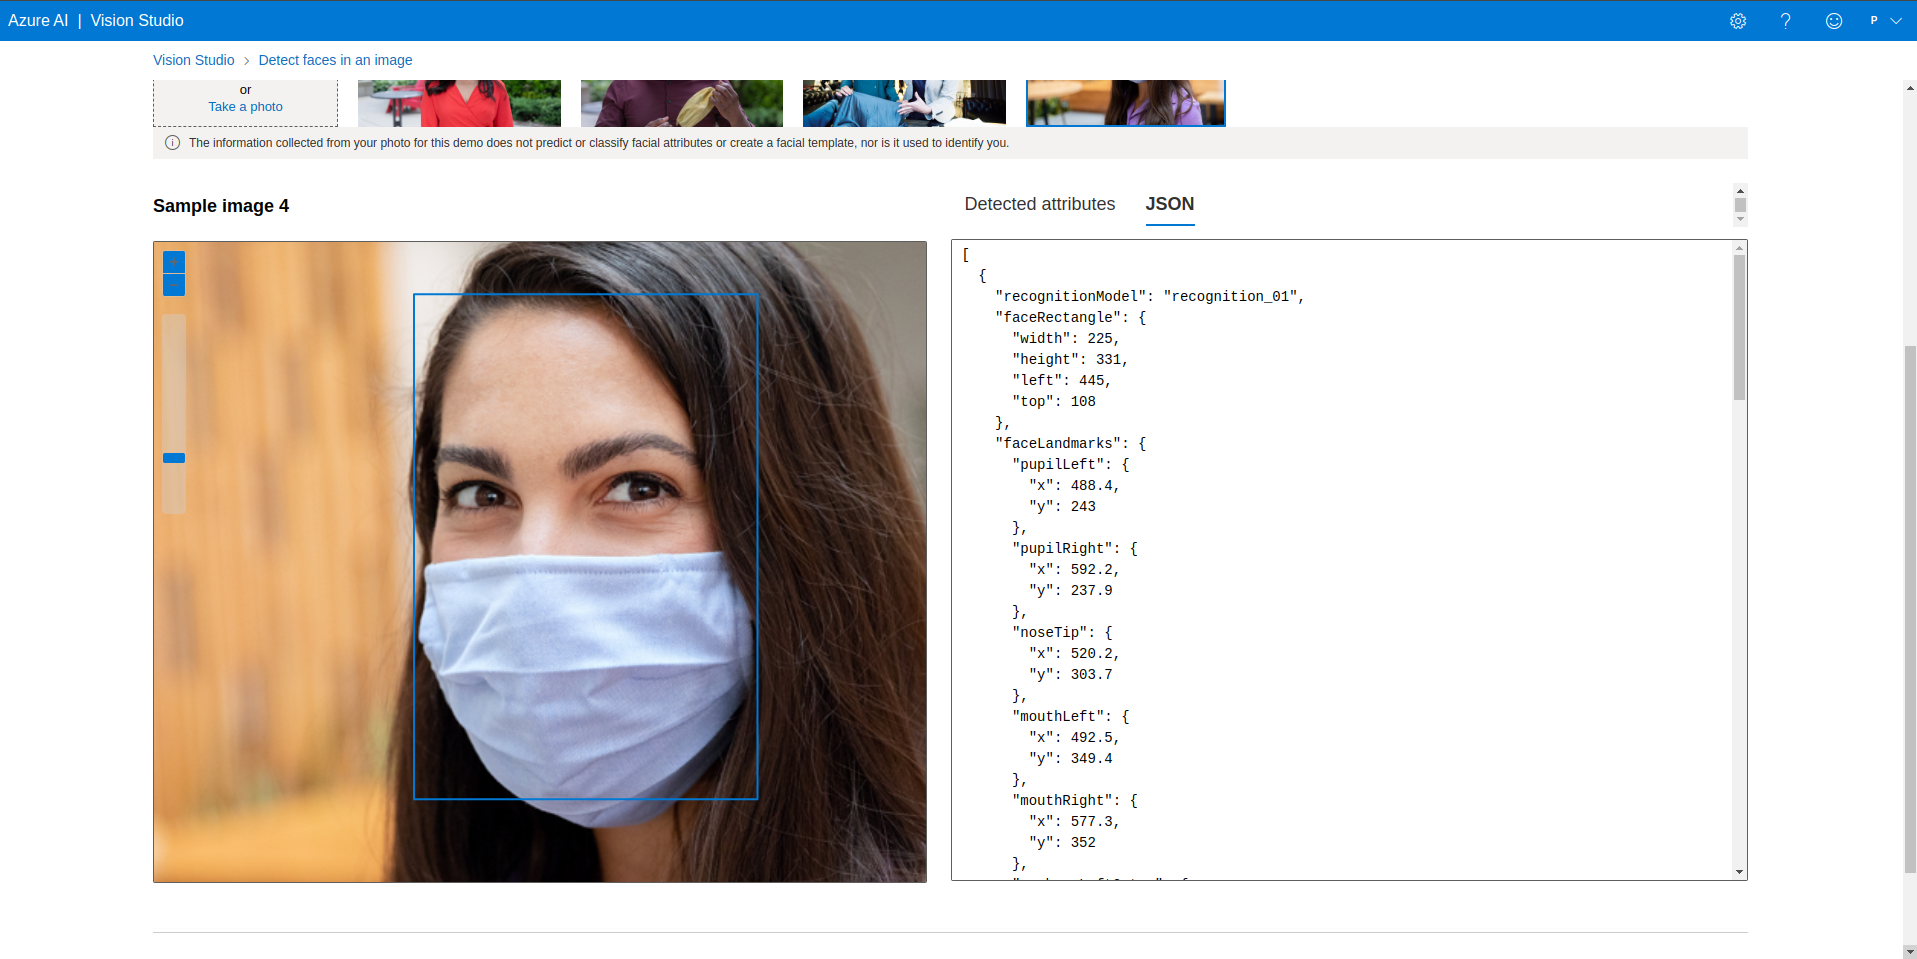 Azure AI | Vision Studio
P
Vision Studio > Detect faces in an image
or
Take a photo
The information collected from your photo for this demo does not predict or classify facial attributes or create a facial template, nor is it used to identify you.
Sample image 4
Detected attributes JSON
[
{
"recognitionModel": "recognition_01",
"faceRectangle": {
"width": 225,
"height": 331,
"left": 445,
"top": 108
},
"faceLandmarks": {
"pupilLeft": {
"x": 488.4,
"y": 243
},
"pupilRight": {
"x": 592.2,
"y": 237.9
},
"noseTip": {
"x": 520.2,
"y": 303.7
},
"mouthLeft": {
"x": 492.5,
"y": 349.4
},
"mouthRight": {
"x": 577.3,
"y": 352
},